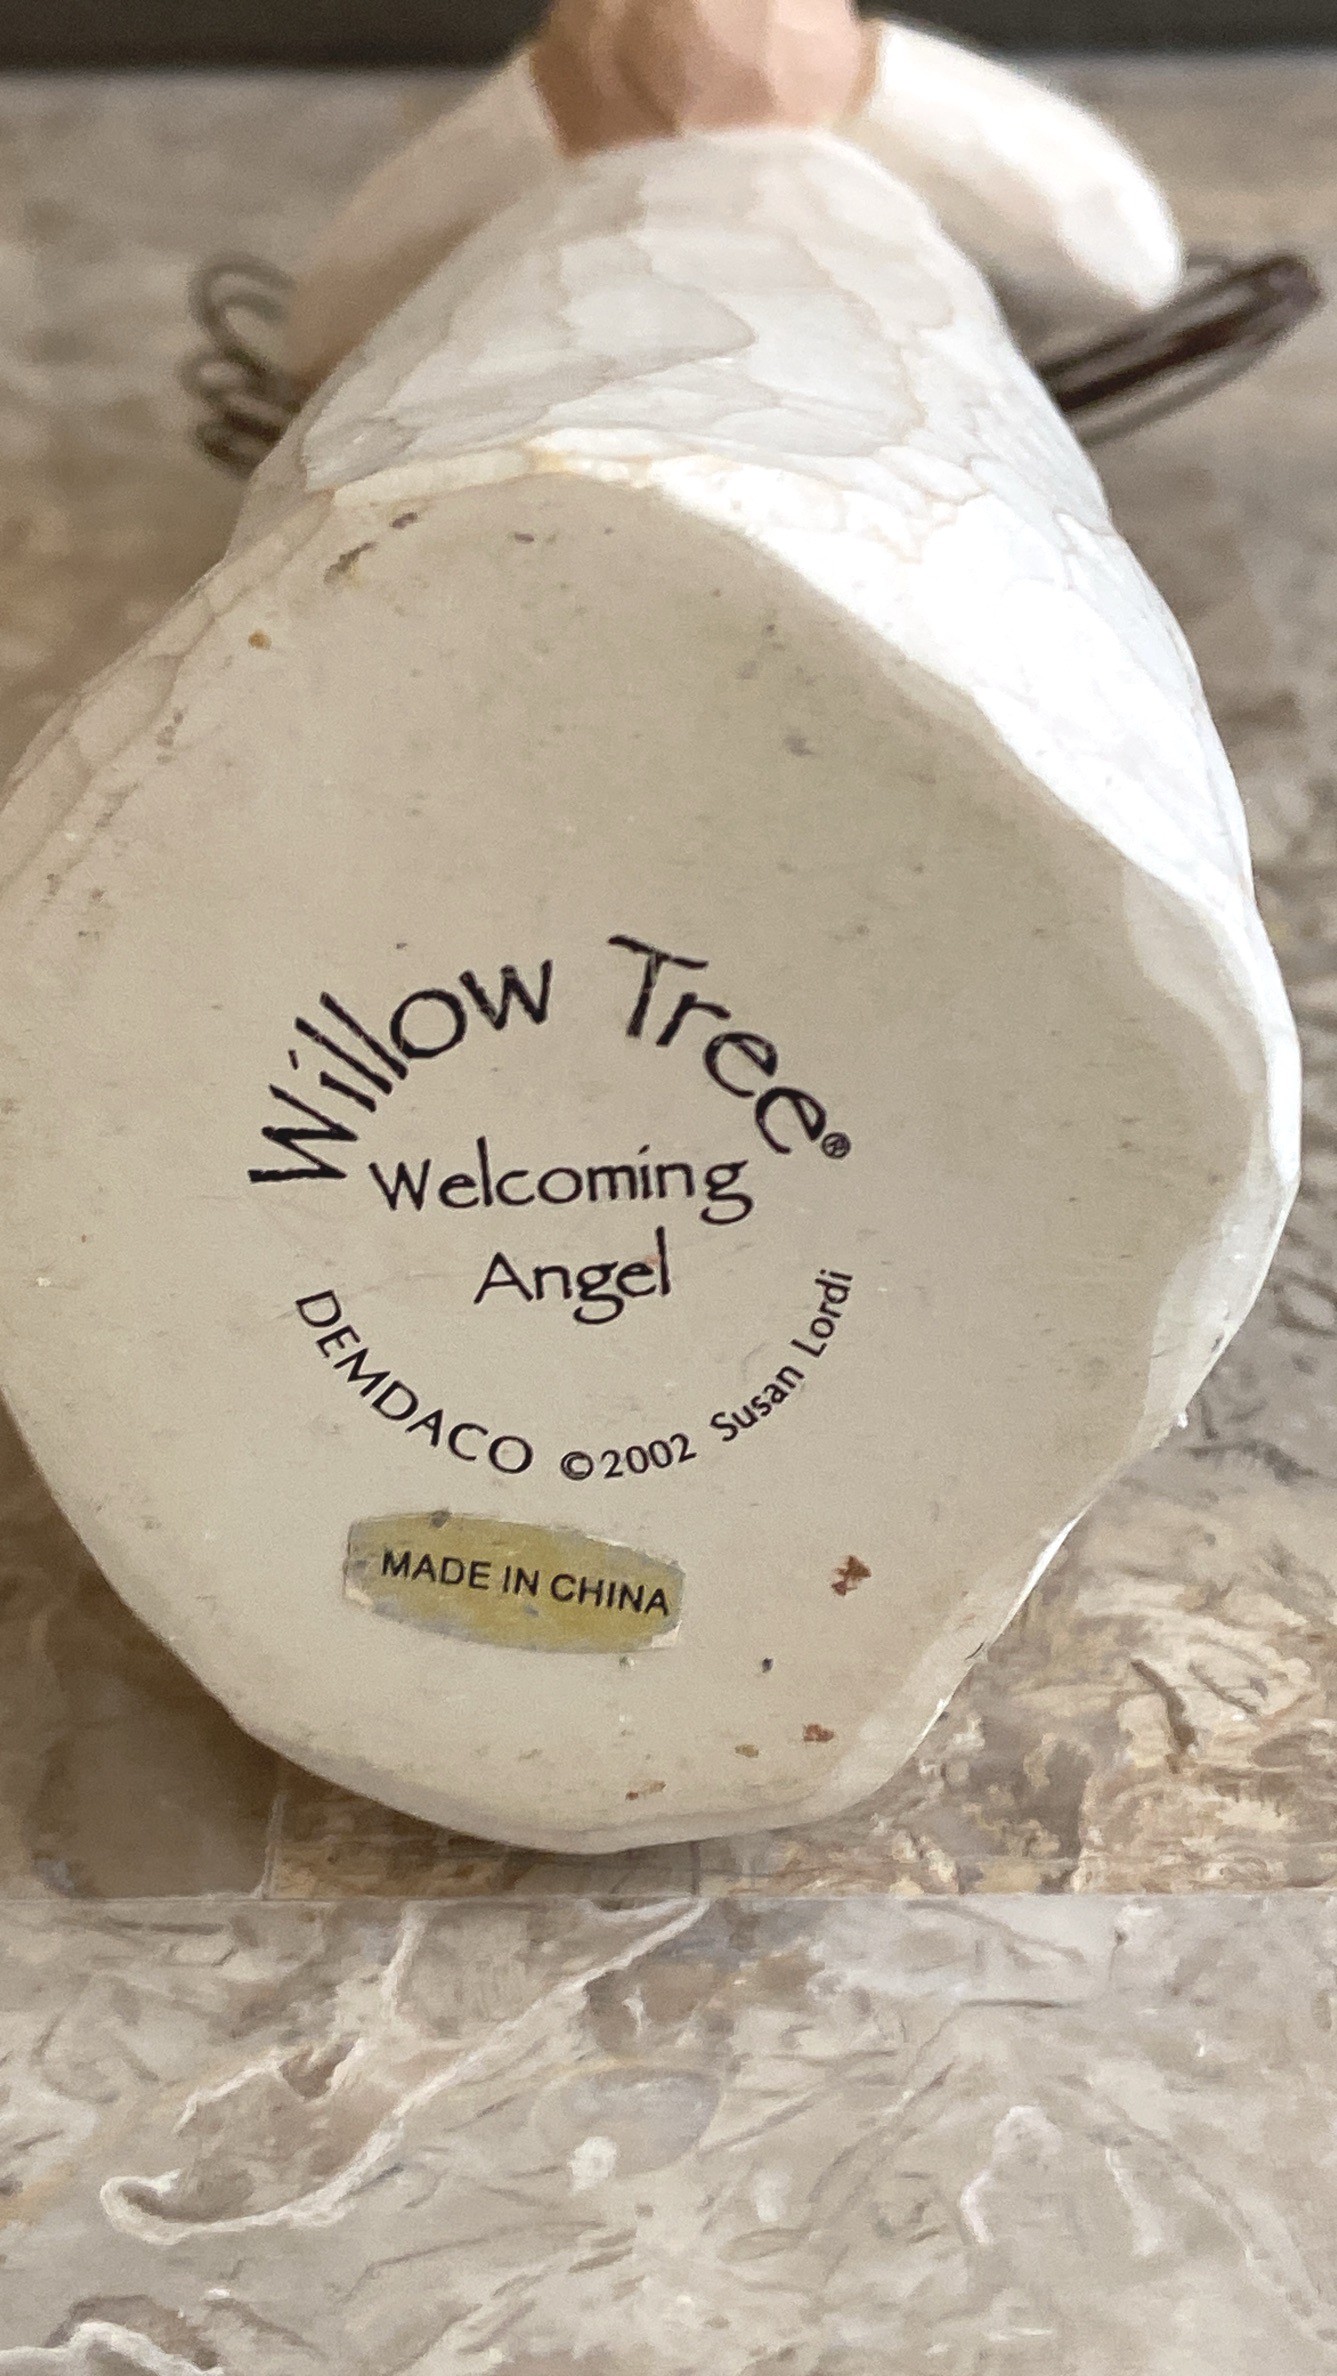 Willow Tree®
Welcoming
Angel
DEMDACO ©2002 Susan Lordi
MADE IN CHINA